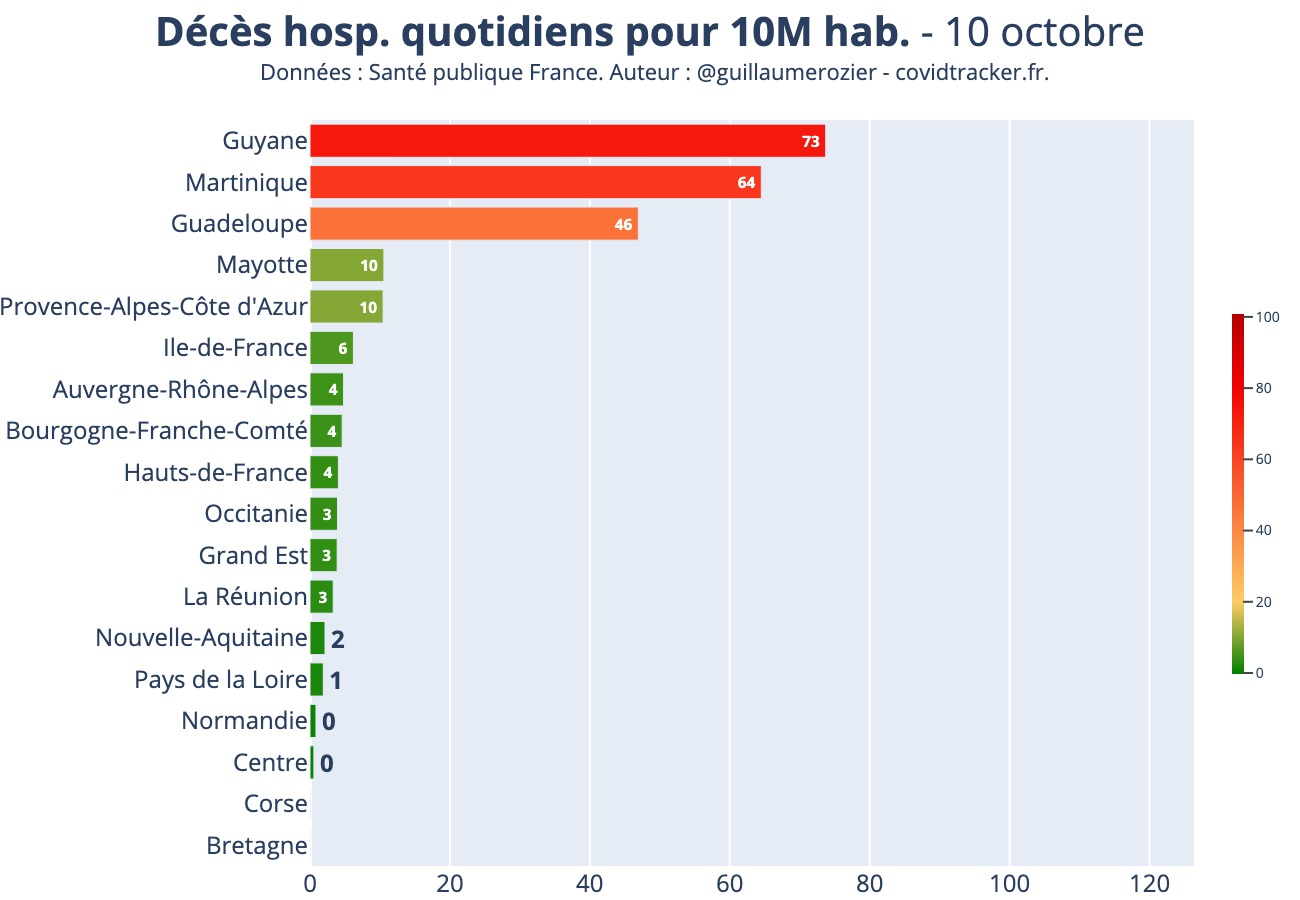 Décès hosp. quotidiens pour 10M hab. - 10 octobre
Données : Santé publique France. Auteur : @guillaumerozier - covidtracker.fr.
Guyane 73
Martinique 64
Guadeloupe 46
Mayotte 10
Provence-Alpes-Côte d'Azur 10
Ile-de-France 6
Auvergne-Rhône-Alpes 4
Bourgogne-Franche-Comté 4
Hauts-de-France 4
Occitanie 3
Grand Est 3
La Réunion 3
Nouvelle-Aquitaine 2
Pays de la Loire 1
Normandie 0
Centre 0
Corse
Bretagne
0 20 40 60 80 100 120
100
80
60
40
20
0